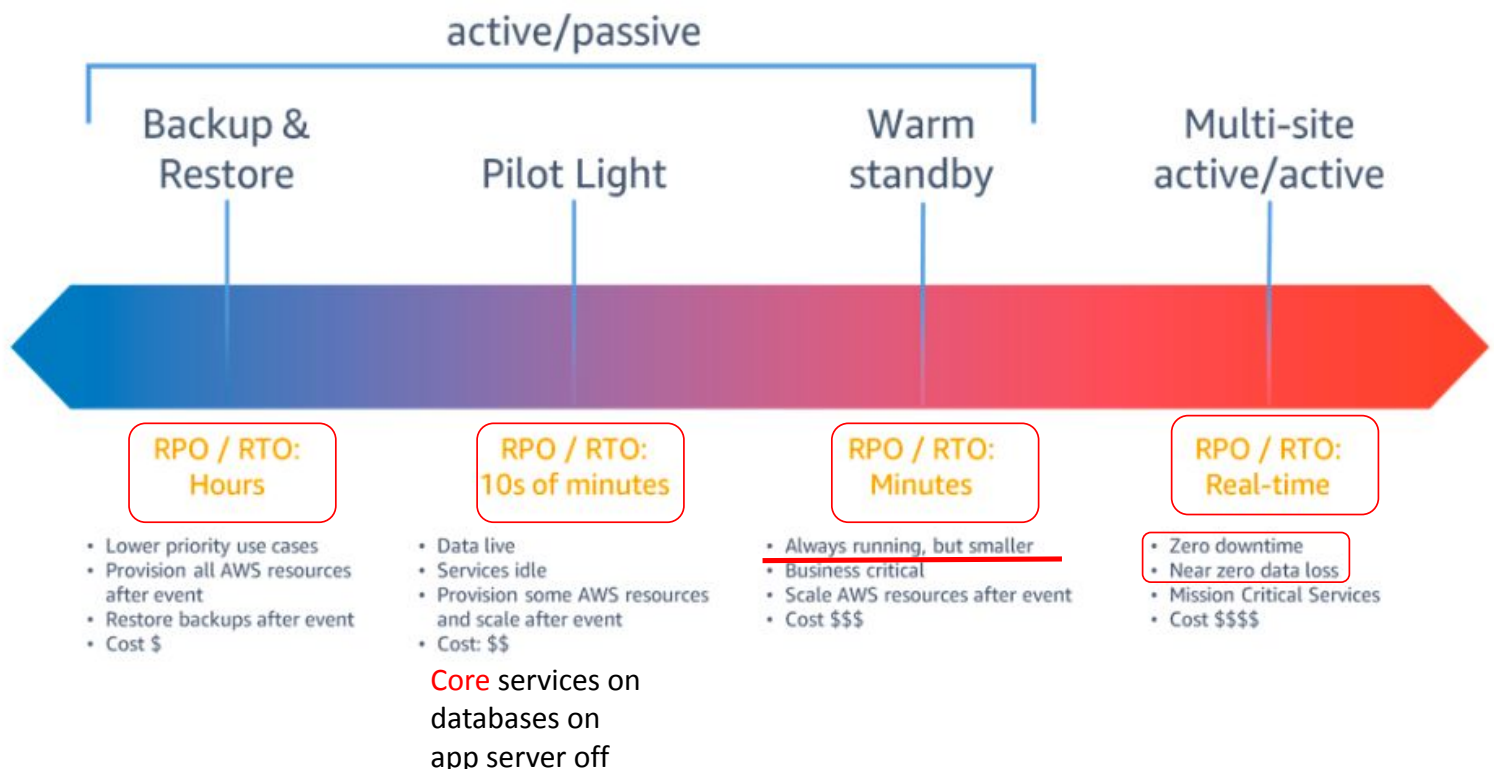 active/passive
Backup &
Restore
Pilot Light
Warm
standby
Multi-site
active/active
RPO / RTO:
Hours
RPO / RTO:
10s of minutes
RPO / RTO:
Minutes
RPO / RTO:
Real-time
• Lower priority use cases
• Provision all AWS resources
after event
• Restore backups after event
• Cost $
• Data live
• Services idle
• Provision some AWS resources
and scale after event
• Cost: $$
Core services on
databases on
app server off
• Always running, but smaller
• Business critical
• Scale AWS resources after event
• Cost $$$
• Zero downtime
• Near zero data loss
• Mission Critical Services
• Cost $$$$